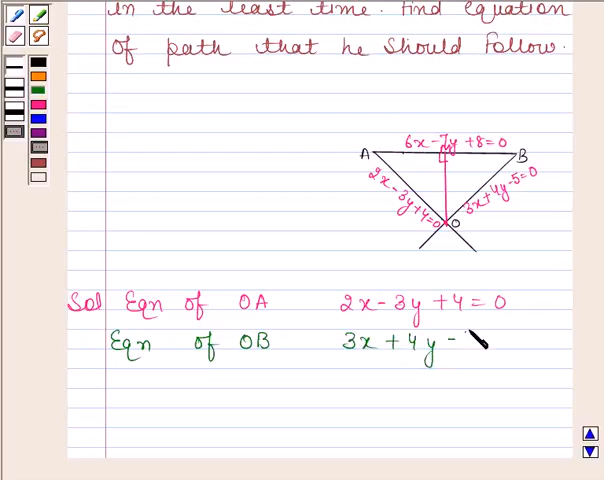 in the least time. Find equation
of path that he should follow.
6x-7y+8=0
A
B
2x-3y+4=0
3x+4y-5=0
O
Sol Eqn of OA 2x-3y+4=0
Eqn of OB 3x+4y-